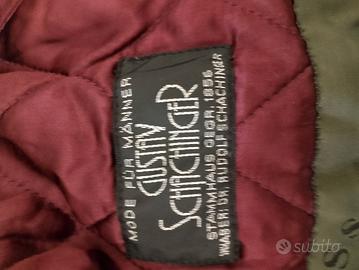 MODE FÜR MÄNNER
GUSTAV
SCHACHINGER
STAMMHAUS GEGR. 1856
INHABER: DR. RUDOLF SCHACHINGER
subito